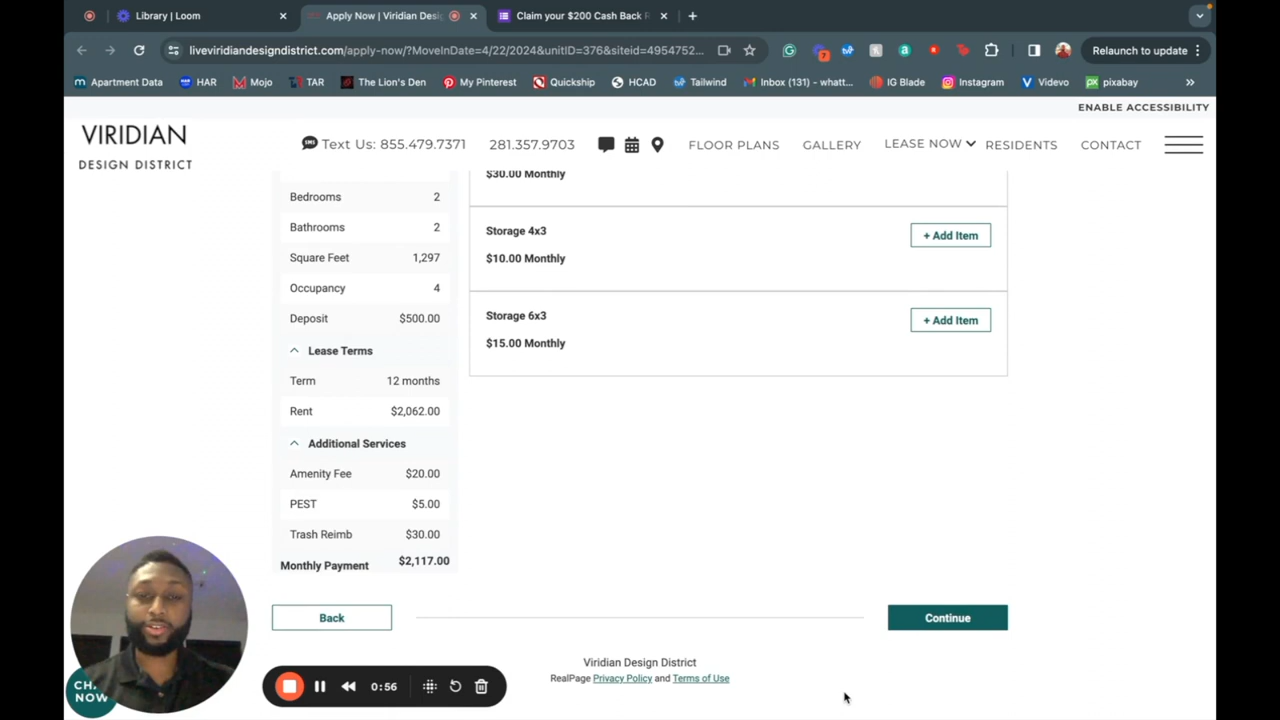 Library | Loom
Apply Now | Viridian Desig
Claim your $200 Cash Back R
liveviridiandesigndistrict.com/apply-now/?MoveInDate=4/22/2024&unitID=376&siteid=4954752...
7
Relaunch to update
Apartment Data
HAR
Mojo
TAR
The Lion's Den
My Pinterest
Quickship
HCAD
Tailwind
Inbox (131) - whatt...
IG Blade
Instagram
Videvo
pixabay
»
ENABLE ACCESSIBILITY
VIRIDIAN
DESIGN DISTRICT
SMS
Text Us: 855.479.7371
281.357.9703
FLOOR PLANS
GALLERY
LEASE NOW
RESIDENTS
CONTACT
Bedrooms 2
Bathrooms 2
Square Feet 1,297
Occupancy 4
Deposit $500.00
Lease Terms
Term 12 months
Rent $2,062.00
Additional Services
Amenity Fee $20.00
PEST $5.00
Trash Reimb $30.00
Monthly Payment $2,117.00
$30.00 Monthly
Storage 4x3
+ Add Item
$10.00 Monthly
Storage 6x3
+ Add Item
$15.00 Monthly
Back
Continue
Viridian Design District
RealPage Privacy Policy and Terms of Use
NOW
0:56